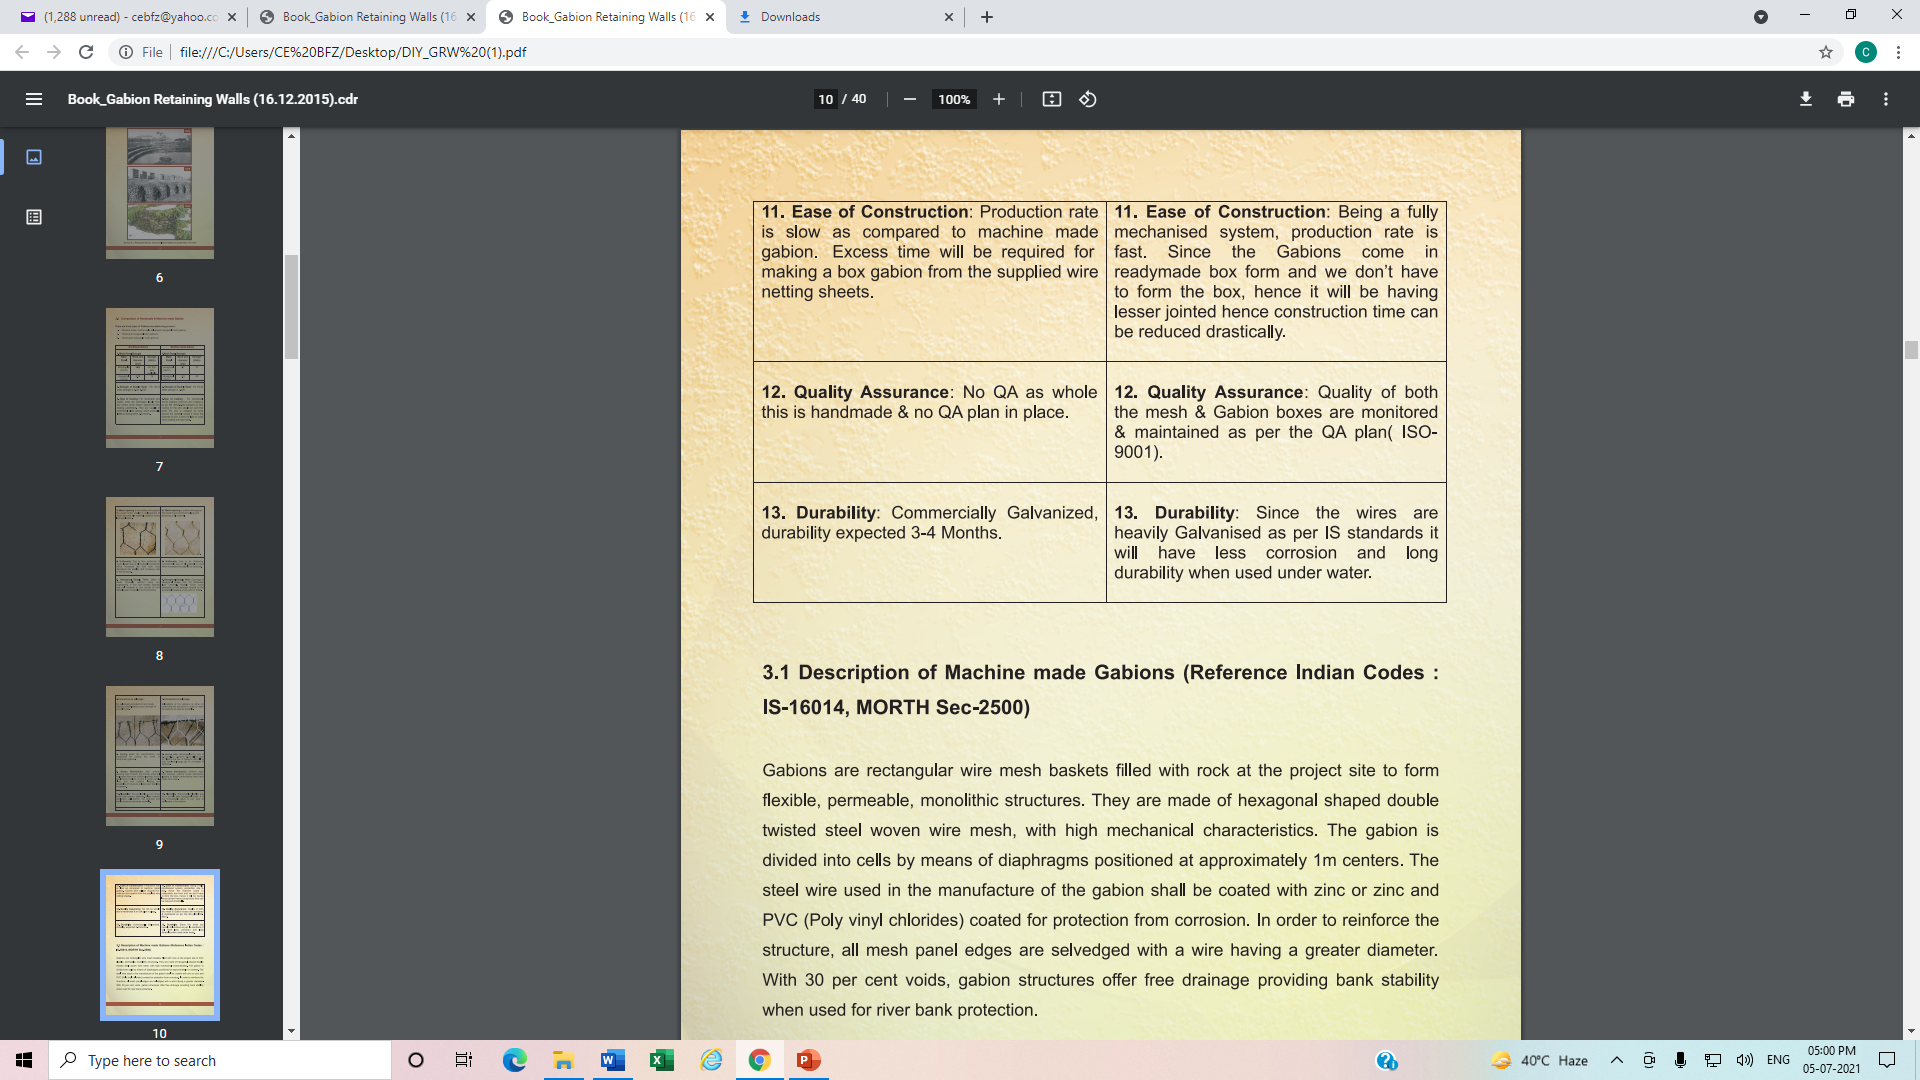 (1,288 unread) - cebfz@yahoo.co
Book_Gabion Retaining Walls (16
Book_Gabion Retaining Walls (16
Downloads
File
file:///C:/Users/CE%20BFZ/Desktop/DIY_GRW%20(1).pdf
C
Book_Gabion Retaining Walls (16.12.2015).cdr
10 / 40
100%
6
7
8
9
10
11. Ease of Construction: Production rate
is slow as compared to machine made
gabion. Excess time will be required for
making a box gabion from the supplied wire
netting sheets.
11. Ease of Construction: Being a fully
mechanised system, production rate is
fast. Since the Gabions come in
readymade box form and we don't have
to form the box, hence it will be having
lesser jointed hence construction time can
be reduced drastically.
12. Quality Assurance: No QA as whole
this is handmade & no QA plan in place.
12. Quality Assurance: Quality of both
the mesh & Gabion boxes are monitored
& maintained as per the QA plan( ISO-
9001).
13. Durability: Commercially Galvanized,
durability expected 3-4 Months.
13. Durability: Since the wires are
heavily Galvanised as per IS standards it
will have less corrosion and long
durability when used under water.
3.1 Description of Machine made Gabions (Reference Indian Codes :
IS-16014, MORTH Sec-2500)
Gabions are rectangular wire mesh baskets filled with rock at the project site to form
flexible, permeable, monolithic structures. They are made of hexagonal shaped double
twisted steel woven wire mesh, with high mechanical characteristics. The gabion is
divided into cells by means of diaphragms positioned at approximately 1m centers. The
steel wire used in the manufacture of the gabion shall be coated with zinc or zinc and
PVC (Poly vinyl chlorides) coated for protection from corrosion. In order to reinforce the
structure, all mesh panel edges are selvedged with a wire having a greater diameter.
With 30 per cent voids, gabion structures offer free drainage providing bank stability
when used for river bank protection.
Type here to search
40°C Haze
ENG
05:00 PM
05-07-2021